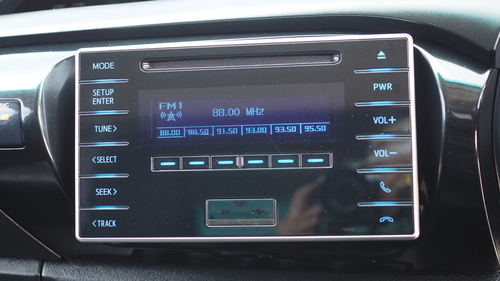 MODE
SETUP
ENTER
TUNE>
<SELECT
SEEK>
<TRACK
FM1
88.00 MHz
88.00 88.50 91.50 93.00 93.50 95.50
PWR
VOL+
VOL-